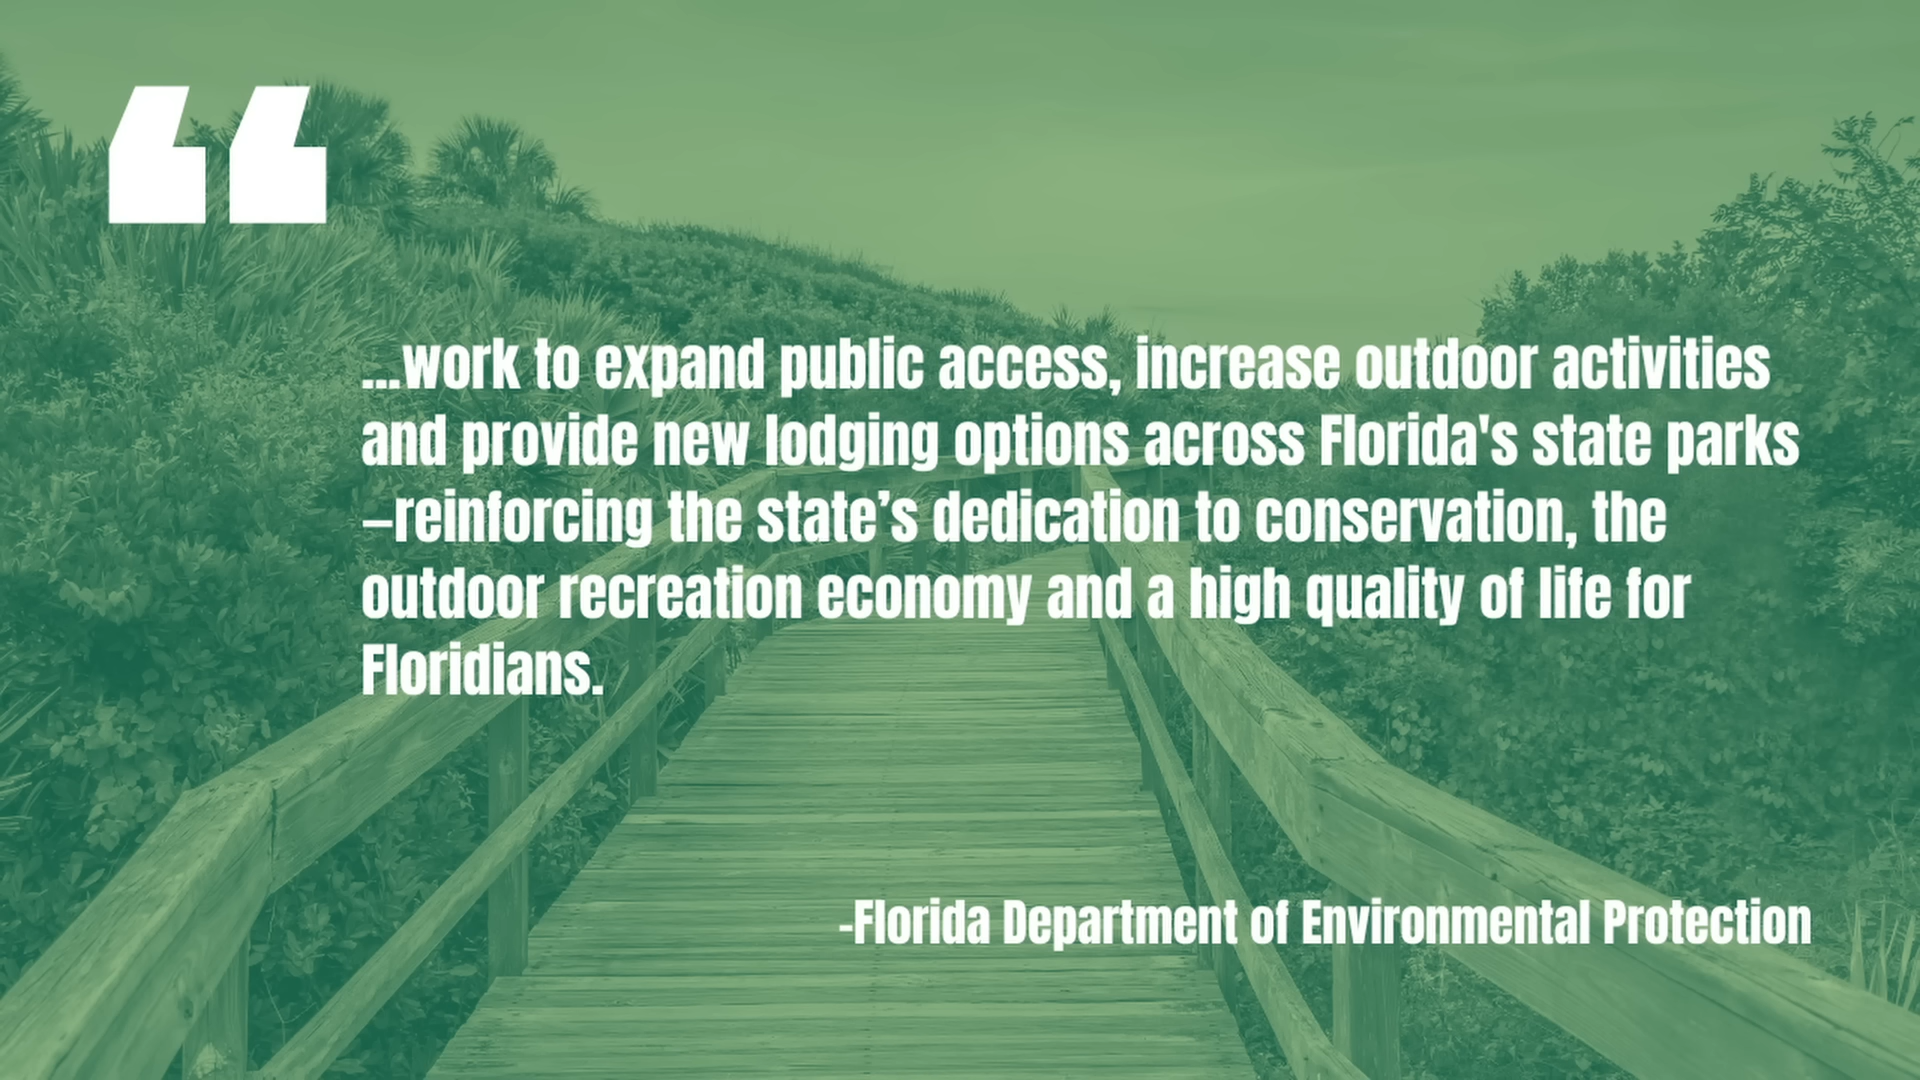 “
...work to expand public access, increase outdoor activities
and provide new lodging options across Florida's state parks
—reinforcing the state’s dedication to conservation, the
outdoor recreation economy and a high quality of life for
Floridians.
-Florida Department of Environmental Protection